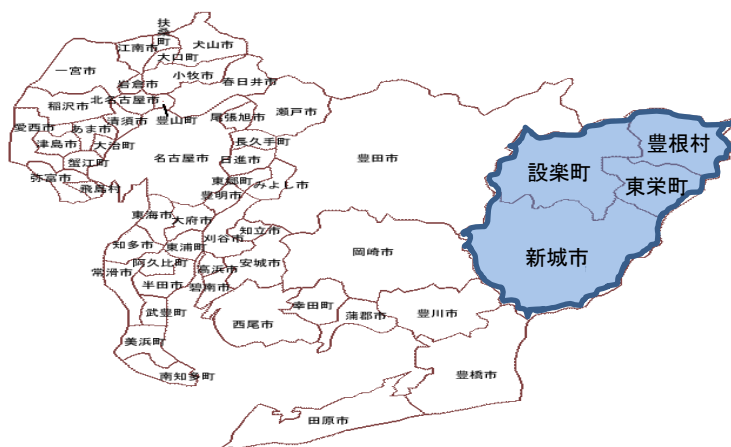 扶桑町
江南市
犬山市
大口町
一宮市
小牧市
岩倉市
春日井市
稲沢市
北名古屋市
瀬戸市
清須市
豊山町
尾張旭市
愛西市
あま市
津島市
大治町
長久手町
名古屋市
日進市
豊田市
蟹江町
弥富市
飛島村
東郷町
みよし市
豊明市
東海市
大府市
知立市
刈谷市
知多市
東浦町
岡崎市
阿久比町
安城市
常滑市
高浜市
半田市
碧南市
武豊町
幸田町
西尾市
蒲郡市
豊川市
美浜町
南知多町
豊橋市
田原市
豊根村
設楽町
東栄町
新城市